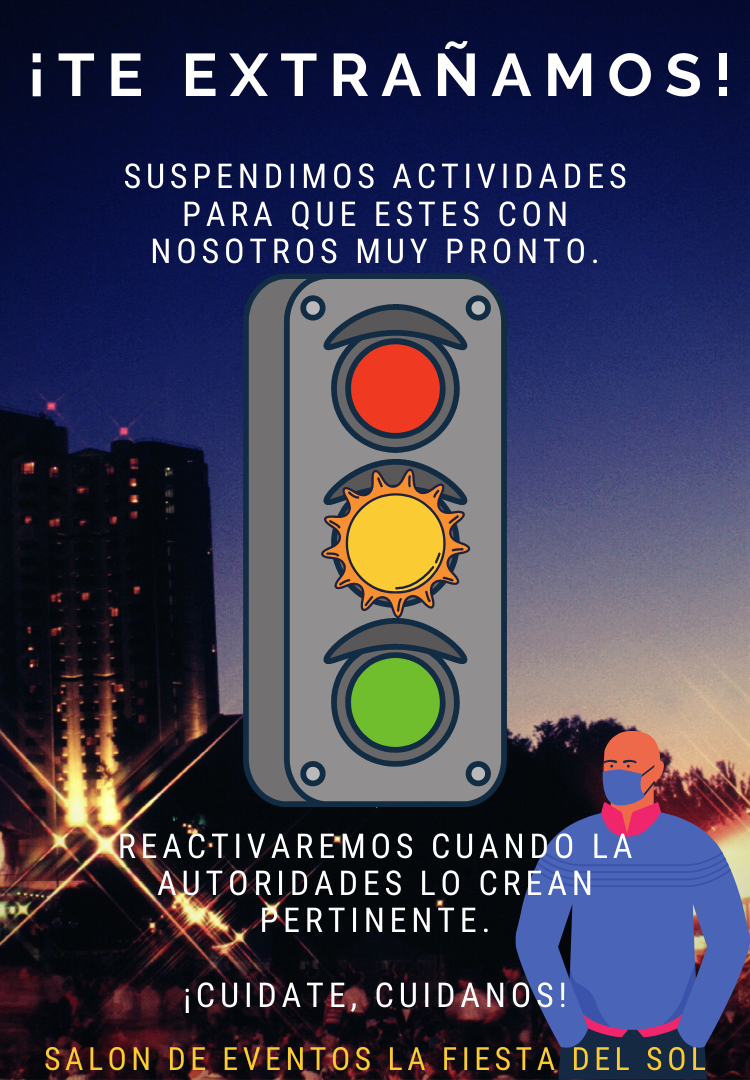 ¡TE EXTRAÑAMOS!
SUSPENDIMOS ACTIVIDADES
PARA QUE ESTES CON
NOSOTROS MUY PRONTO.
REACTIVAREMOS CUANDO LA
AUTORIDADES LO CREAN
PERTINENTE.
¡CUIDATE, CUIDANOS!
SALON DE EVENTOS LA FIESTA DEL SOL